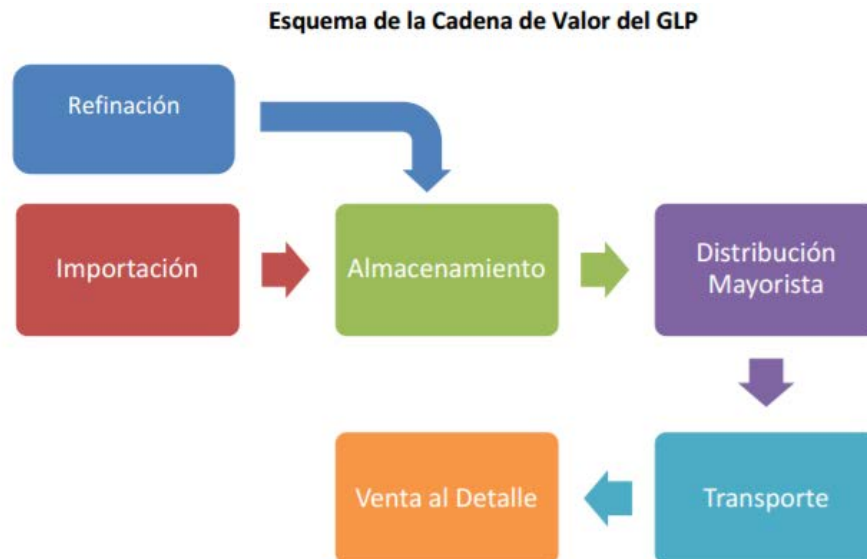 Esquema de la Cadena de Valor del GLP
Refinación
Importación
Almacenamiento
Distribución
Mayorista
Venta al Detalle
Transporte